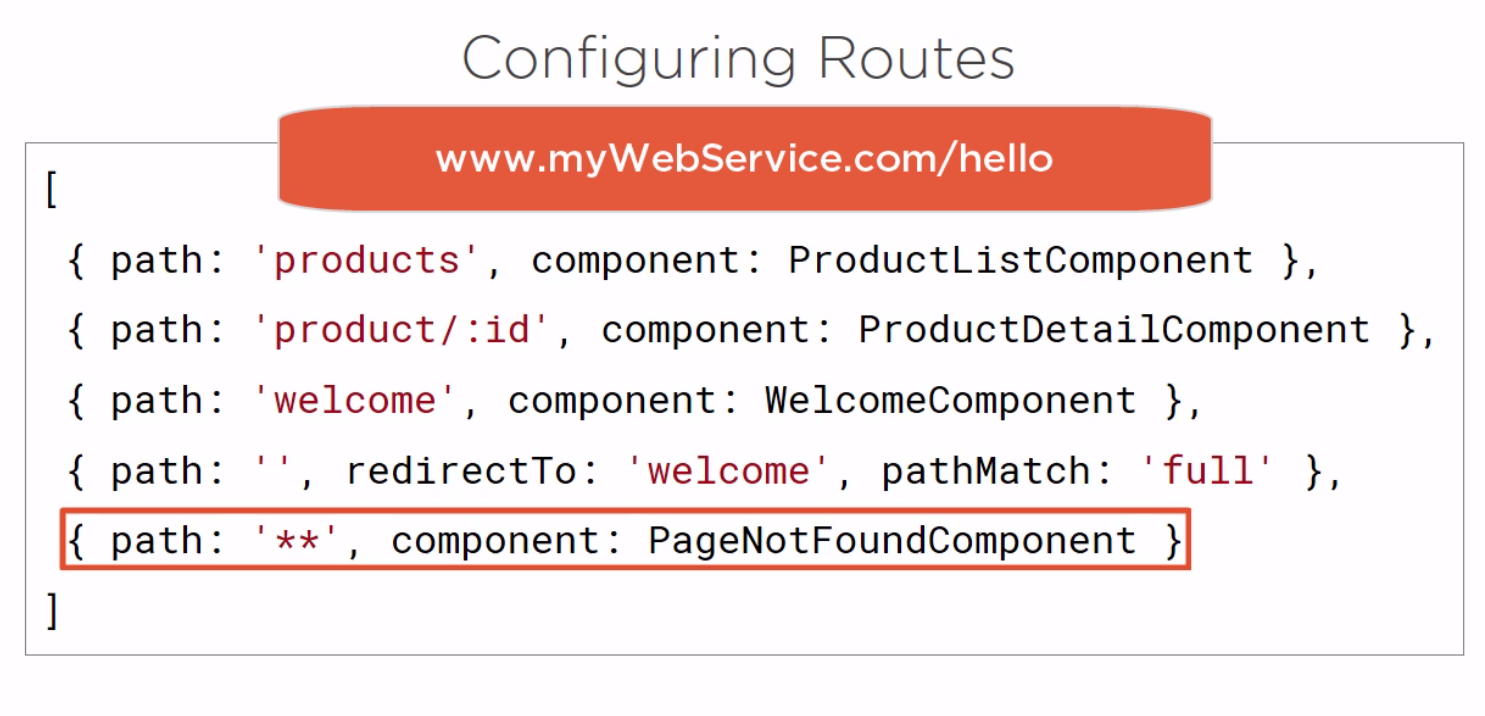 Configuring Routes
www.myWebService.com/hello
[
{ path: 'products', component: ProductListComponent },
{ path: 'product/:id', component: ProductDetailComponent },
{ path: 'welcome', component: WelcomeComponent },
{ path: '', redirectTo: 'welcome', pathMatch: 'full' },
{ path: '**', component: PageNotFoundComponent }
]